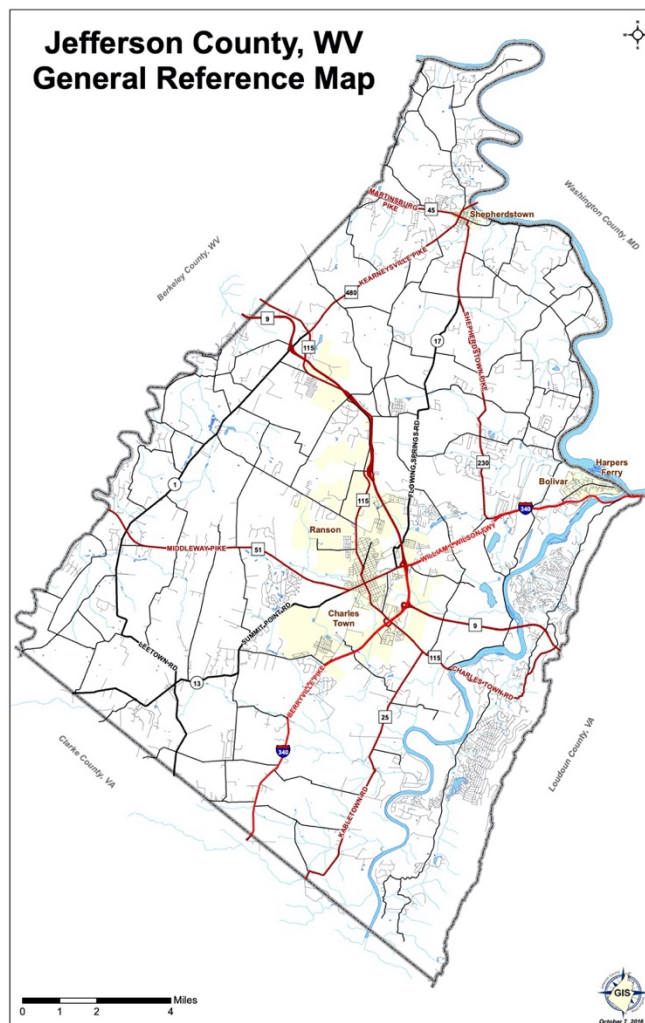 Jefferson County, WV
General Reference Map
N
MARTINSBURG
PIKE
45
Shepherdstown
Washington County, MD
KEARNEYSVILLE PIKE
Berkeley County, WV
480
9
115
17
SHEPHERDSTOWN PIKE
FLOWING SPRINGS RD
230
Harpers
Ferry
Bolivar
1
115
340
Ranson
WILLIAM L WILSON FWY
MIDDLEWAY PIKE
51
SUMMIT POINT RD
Charles
Town
9
LEETOWN RD
115
CHARLES TOWN RD
13
BERRYVILLE PIKE
25
340
Clarke County, VA
Loudoun County, VA
KABLETOWN RD
0 1 2 4 Miles
GIS
October 7, 2016